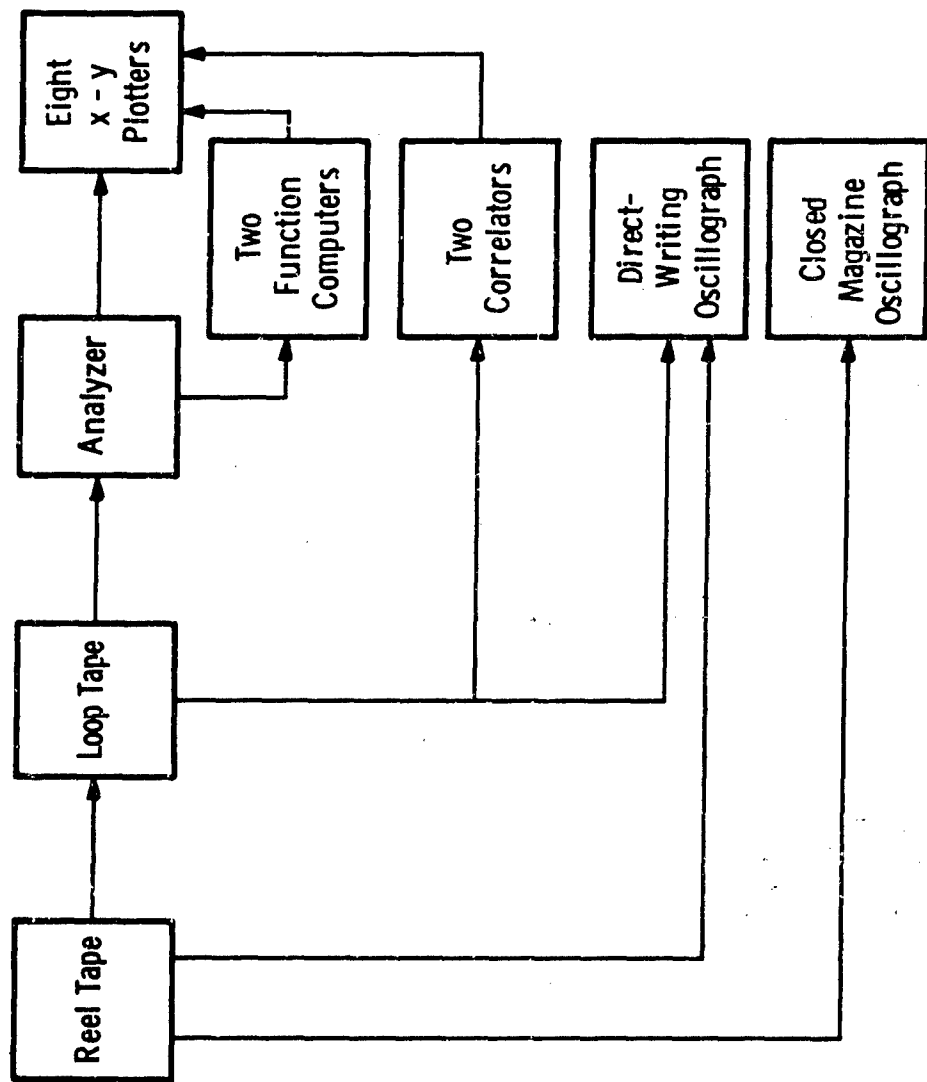 Reel Tape
Loop Tape
Analyzer
Eight
x - y
Plotters
Two
Function
Computers
Two
Correlators
Direct-
Writing
Oscillograph
Closed
Magazine
Oscillograph